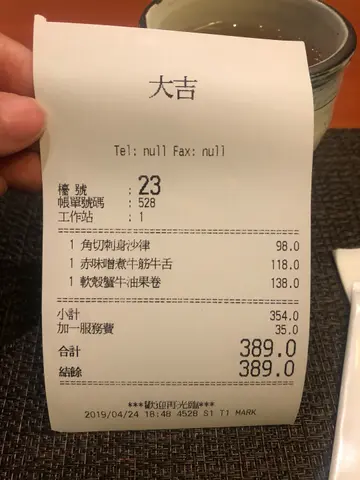 大吉
Tel: null Fax: null
檯 號 : 23
帳單號碼 : 528
工作站 : 1
1 角切刺身沙律 98.0
1 赤味噌煮牛筋牛舌 118.0
1 軟殼蟹牛油果卷 138.0
小計 354.0
加一服務費 35.0
合計 389.0
結餘 389.0
***歡迎再光臨***
2019/04/24 18:48 4528 S1 T1 MARK